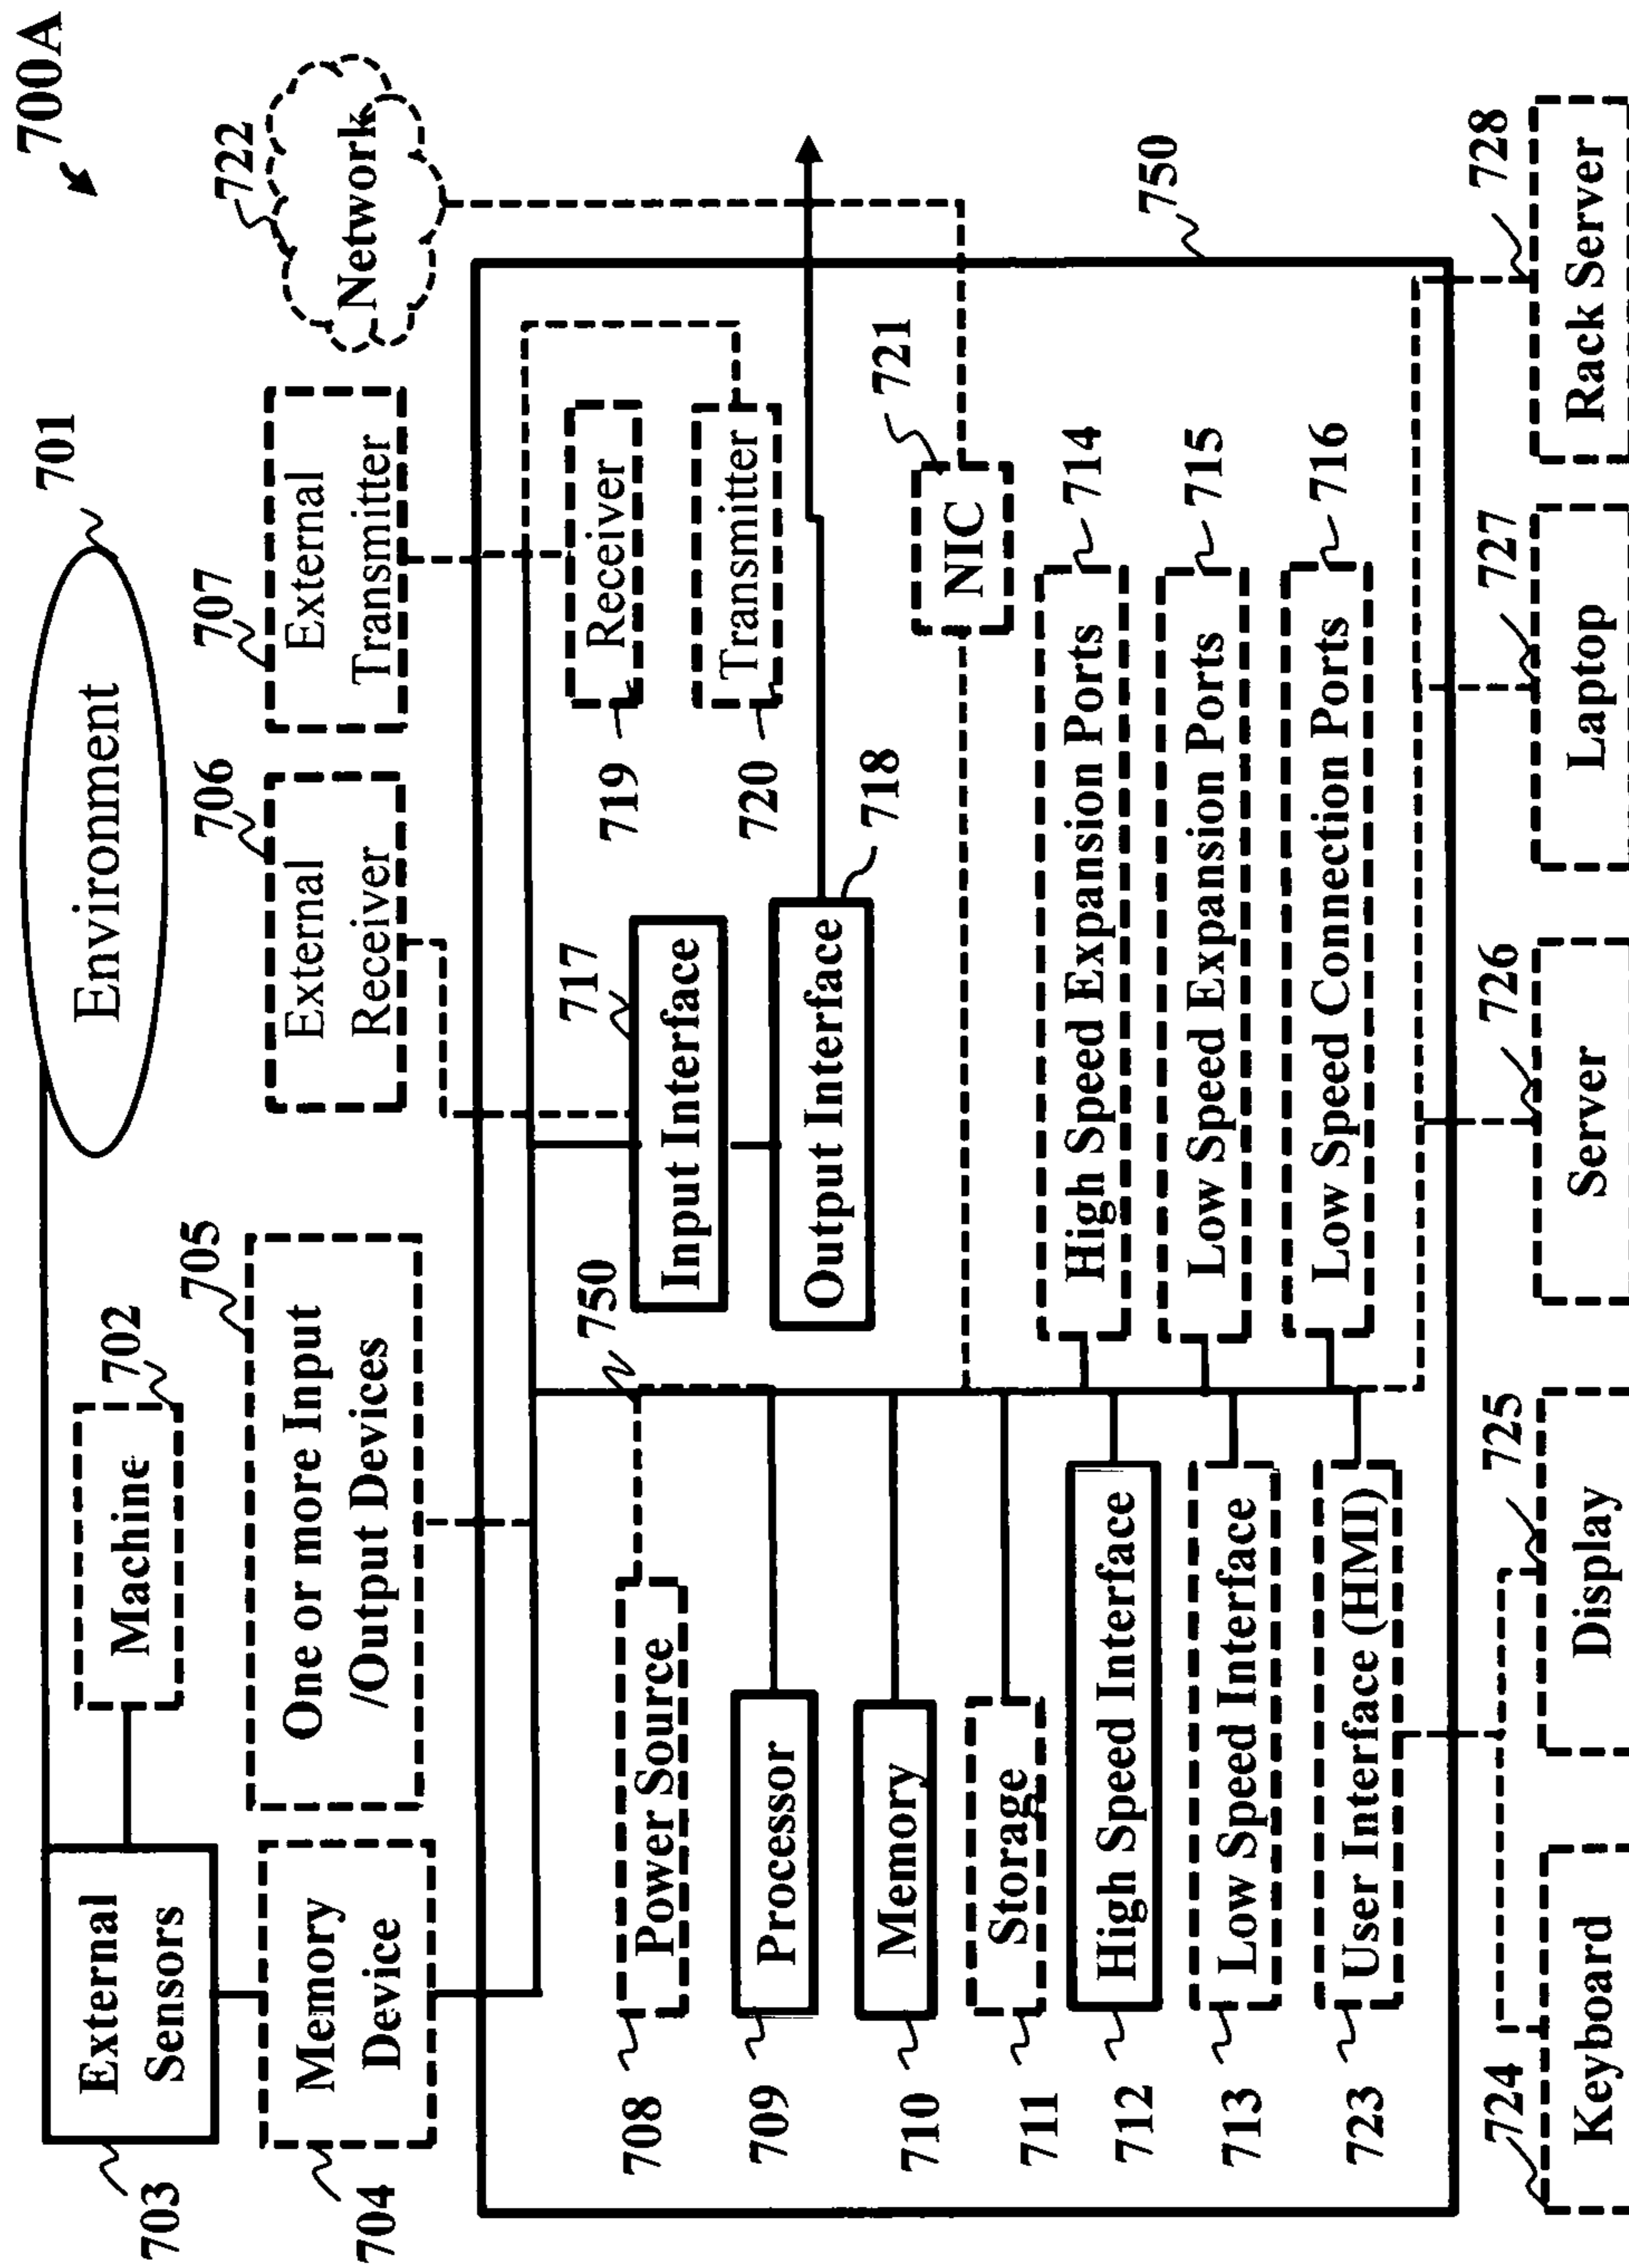 700A
Environment
701
Machine
702
External
Sensors
703
Memory
Device
704
One or more Input
/Output Devices
705
External
Receiver
706
External
Transmitter
707
Network
722
750
Power Source
708
Processor
709
Memory
710
Storage
711
High Speed Interface
712
Low Speed Interface
713
User Interface (HMI)
723
750
Input Interface
717
Output Interface
718
Receiver
719
Transmitter
720
NIC
721
High Speed Expansion Ports
714
Low Speed Expansion Ports
715
Low Speed Connection Ports
716
724
Keyboard
725
Display
726
Server
727
Laptop
728
Rack Server